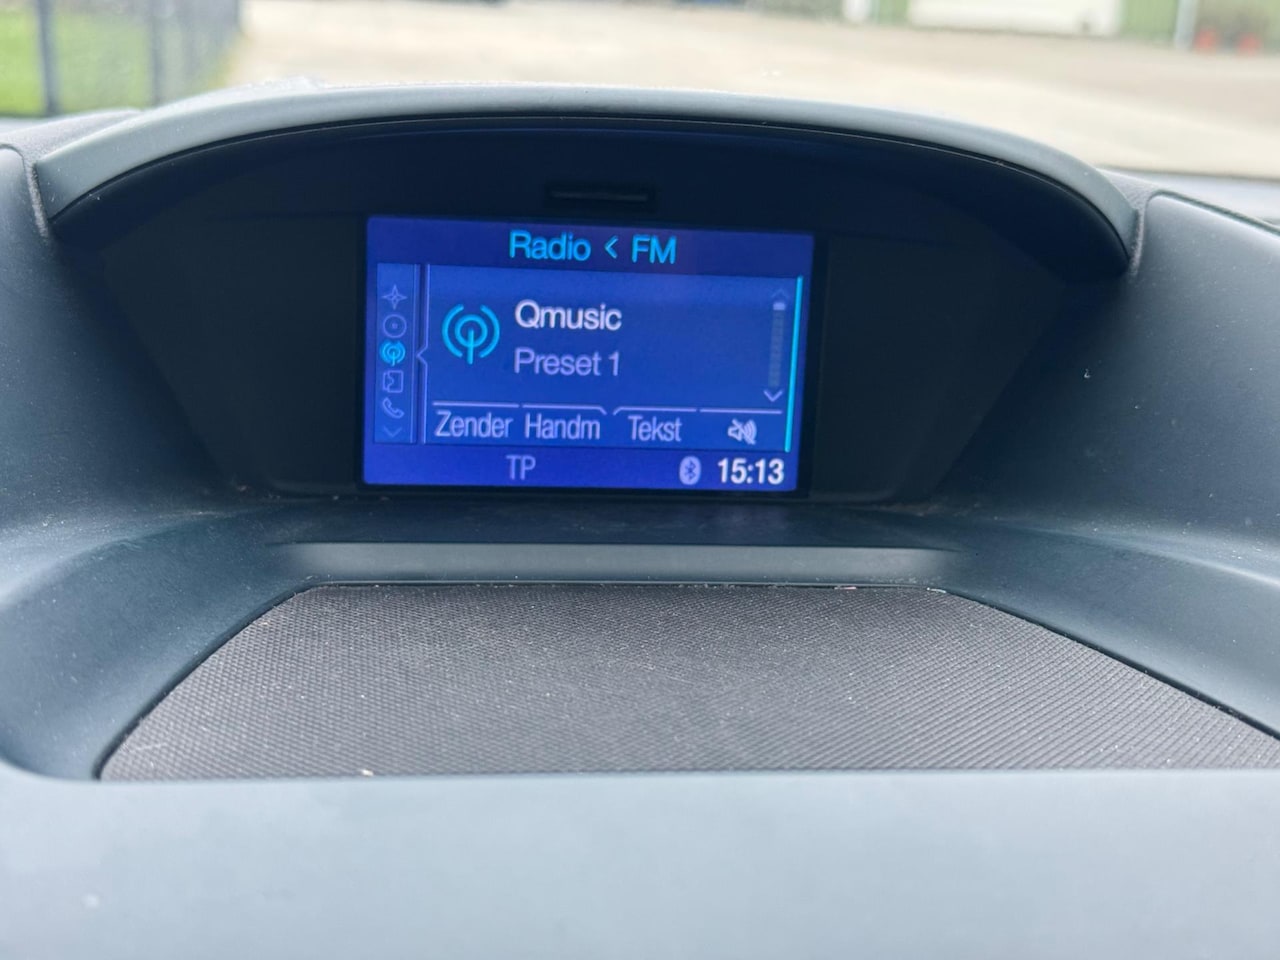 Radio < FM
Qmusic
Preset 1
Zender Handm Tekst
TP 15:13